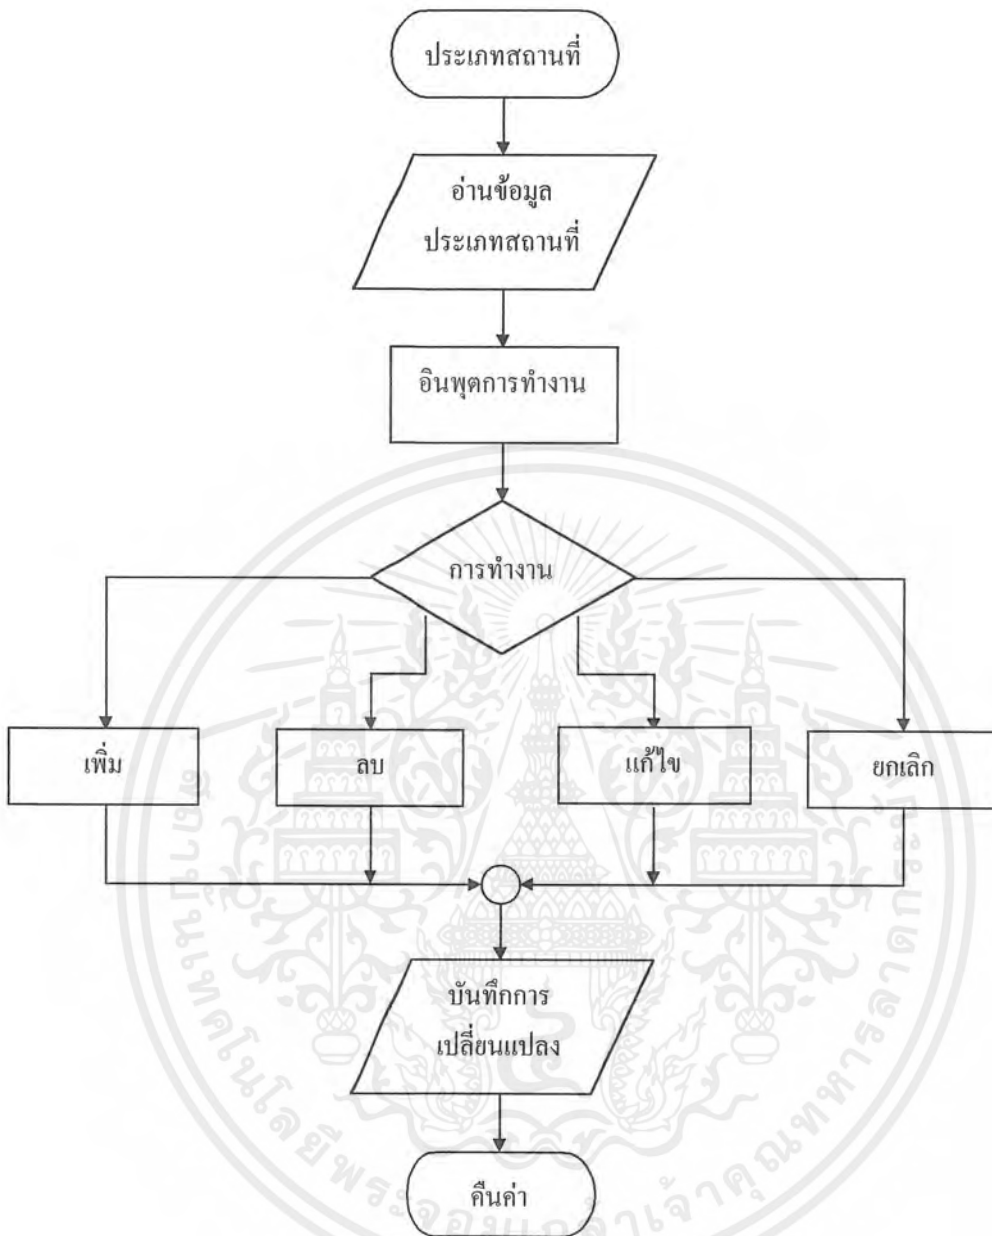 ประเภทสถานที่
อ่านข้อมูล
ประเภทสถานที่
อินพุตการทำงาน
การทำงาน
เพิ่ม
ลบ
แก้ไข
ยกเลิก
บันทึกการ
เปลี่ยนแปลง
คืนค่า